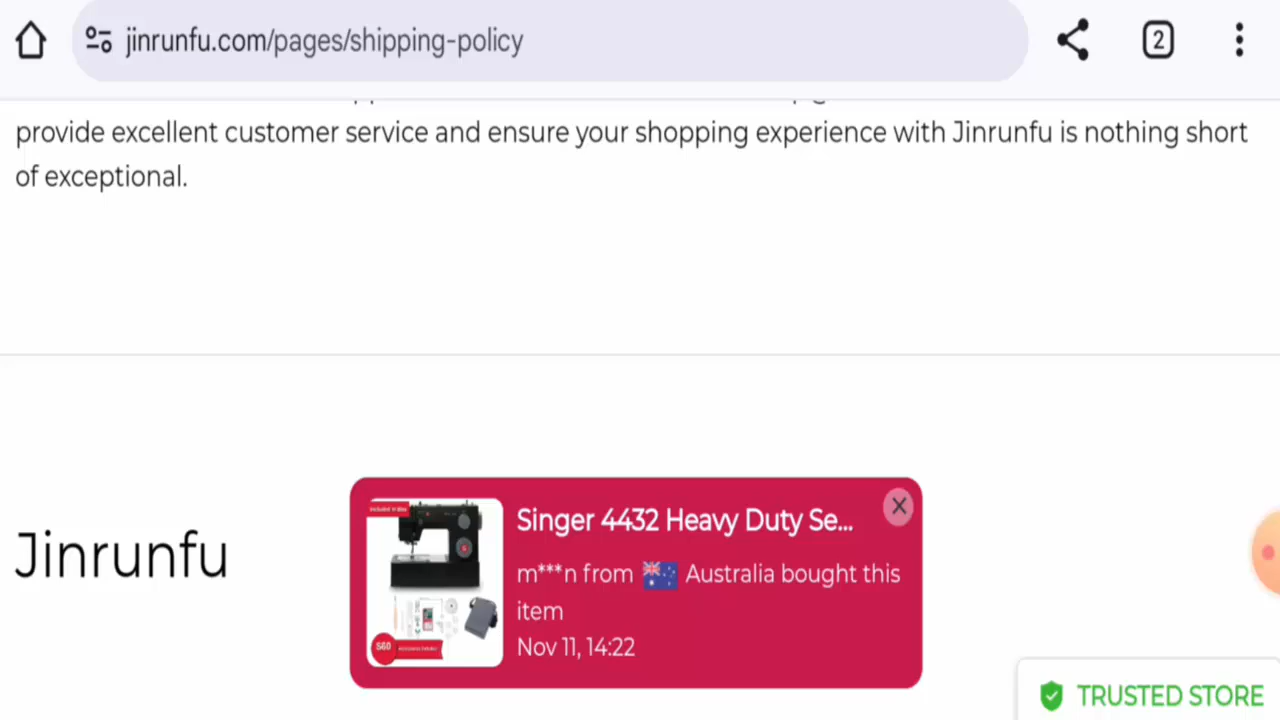 jinrunfu.com/pages/shipping-policy
2
provide excellent customer service and ensure your shopping experience with Jinrunfu is nothing short
of exceptional.
Jinrunfu
Singer 4432 Heavy Duty Se...
m***n from Australia bought this
item
Nov 11, 14:22
$60
TRUSTED STORE